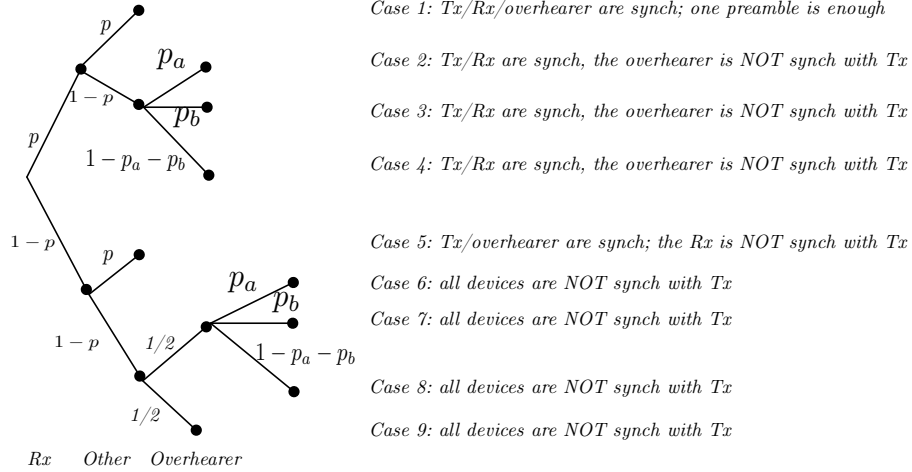 Case 1: Tx/Rx/overhearer are synch; one preamble is enough
p
Case 2: Tx/Rx are synch, the overhearer is NOT synch with Tx
p_a
1 − p
Case 3: Tx/Rx are synch, the overhearer is NOT synch with Tx
p_b
p
Case 4: Tx/Rx are synch, the overhearer is NOT synch with Tx
1 − p_a − p_b
1 − p
Case 5: Tx/overhearer are synch; the Rx is NOT synch with Tx
p
Case 6: all devices are NOT synch with Tx
p_a
p_b
Case 7: all devices are NOT synch with Tx
1 − p
1/2
1 − p_a − p_b
Case 8: all devices are NOT synch with Tx
1/2
Case 9: all devices are NOT synch with Tx
Rx Other Overhearer